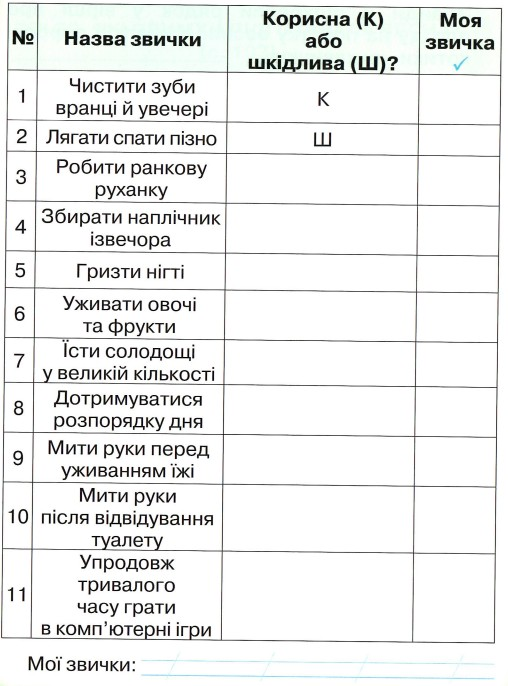 №
Назва звички
Корисна (К)
або
шкідлива (Ш)?
Моя
звичка
✓
1
Чистити зуби
вранці й увечері
К
2
Лягати спати пізно
Ш
3
Робити ранкову
руханку
4
Збирати наплічник
ізвечора
5
Гризти нігті
6
Уживати овочі
та фрукти
7
Їсти солодощі
у великій кількості
8
Дотримуватися
розпорядку дня
9
Мити руки перед
уживанням їжі
10
Мити руки
після відвідування
туалету
11
Упродовж
тривалого
часу грати
в комп’ютерні ігри
Мої звички: